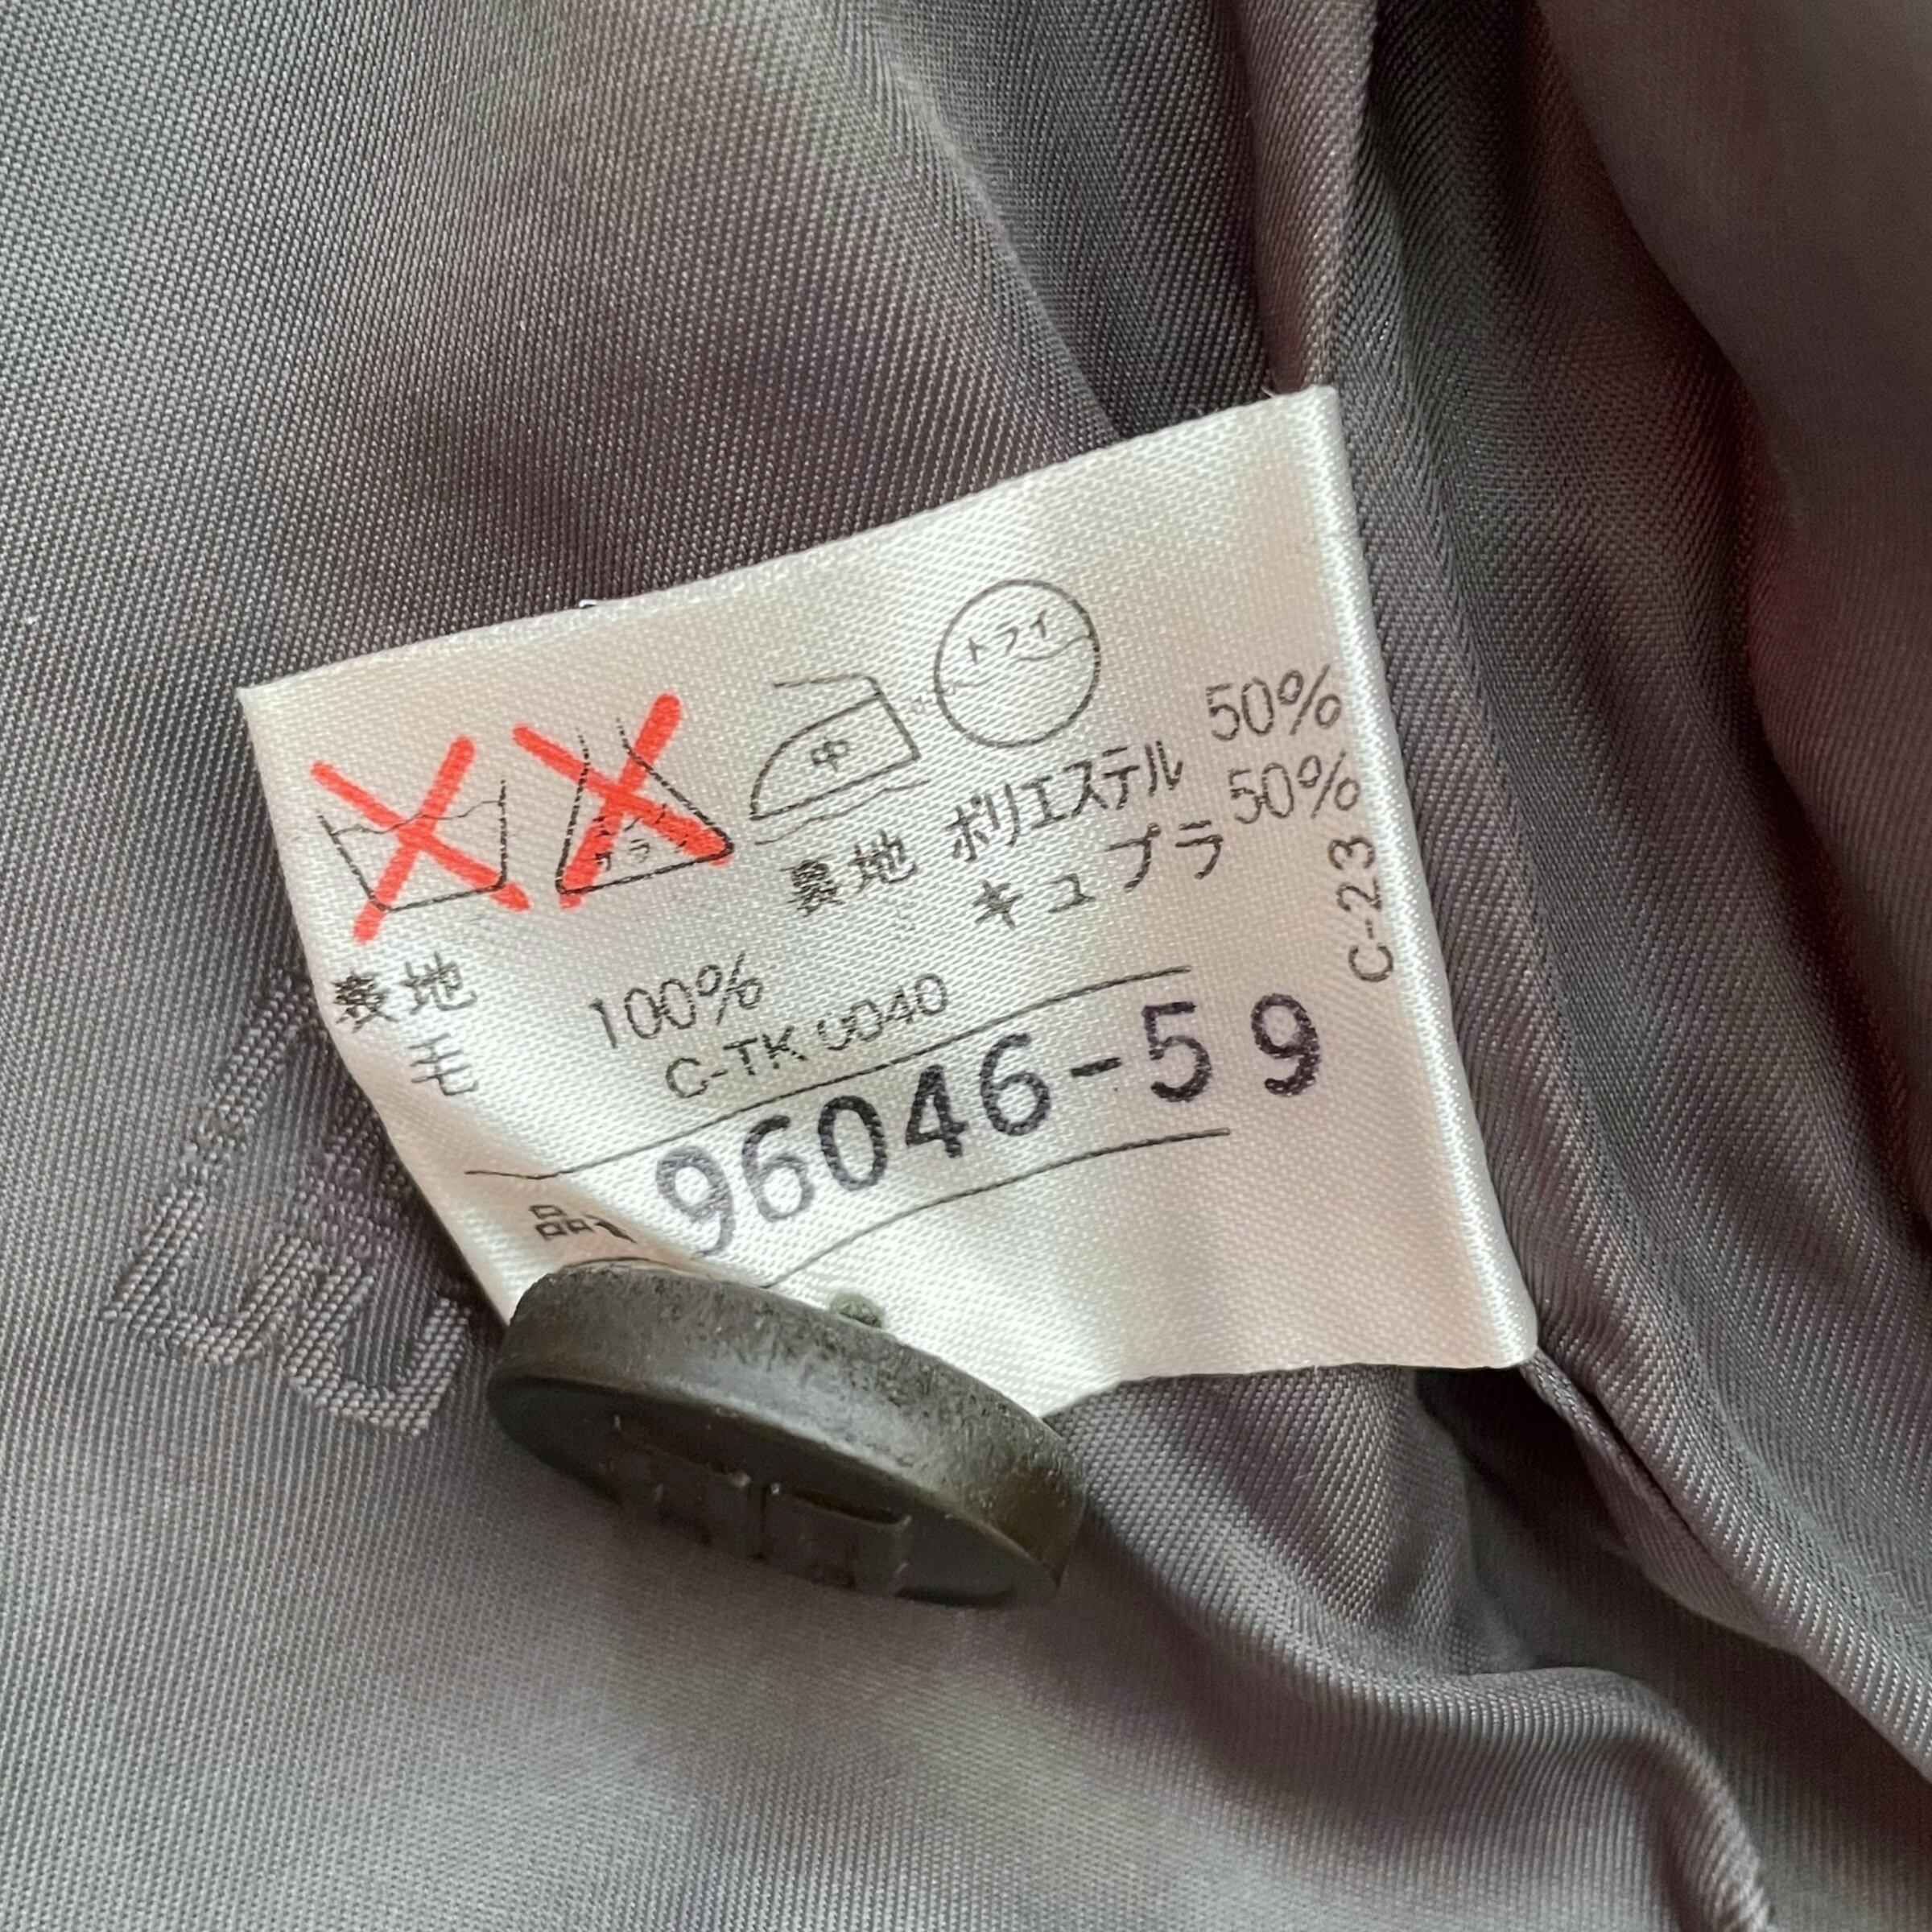 中
ドライ
表地
毛 100%
裏地 ポリエステル 50%
キュプラ 50%
C-TK 0040
C-23
96046-59